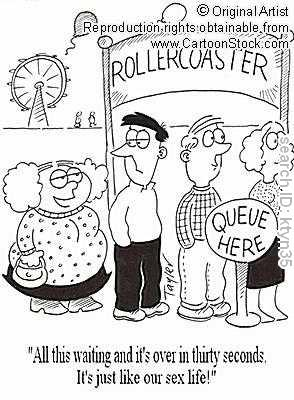 © Original Artist
Reproduction rights obtainable from
www.CartoonStock.com
ROLLERCOASTER
QUEUE
HERE
Tayler
search ID: ktyn35
"All this waiting and it's over in thirty seconds.
It's just like our sex life!"